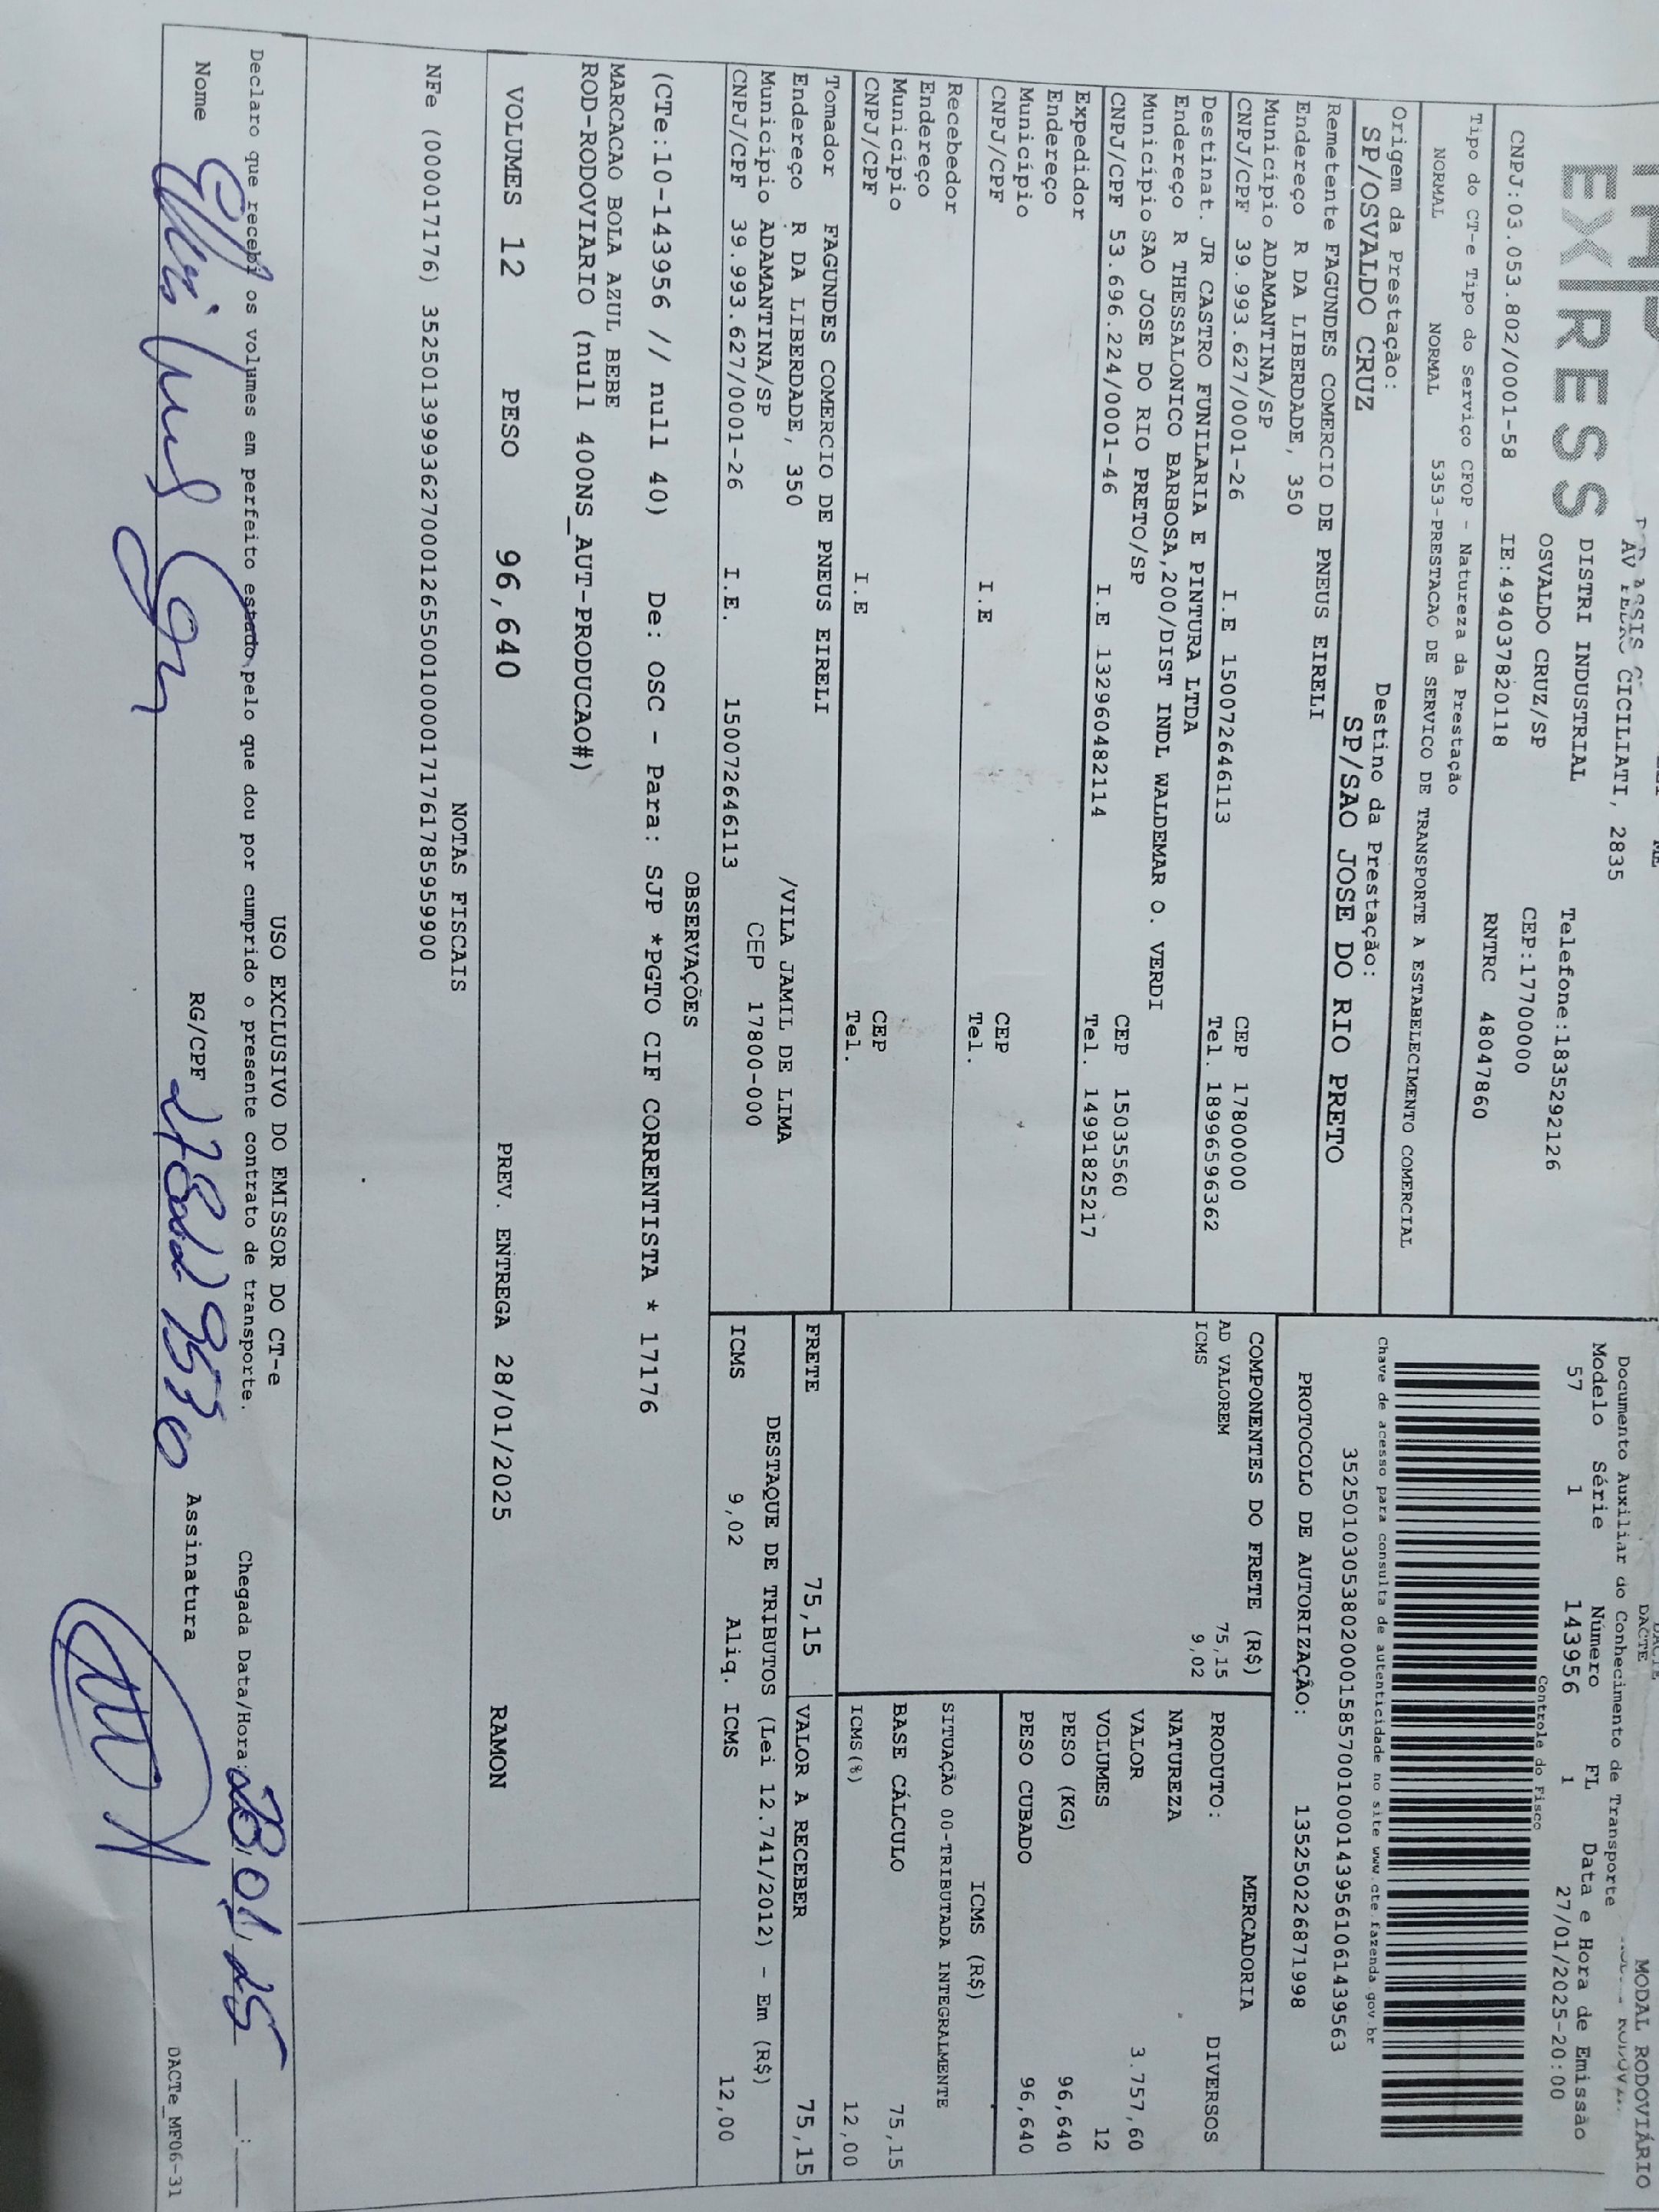 EXPRESS
AV PEDRO CICILIATI, 2835
DISTRI INDUSTRIAL
Telefone:1835292126
OSVALDO CRUZ/SP
CEP:17700000
CNPJ:03.053.802/0001-58
IE:494037820118
RNTRC 48047860
Tipo do CT-e Tipo do Serviço CFOP - Natureza da Prestação
NORMAL NORMAL 5353-PRESTACAO DE SERVICO DE TRANSPORTE A ESTABELECIMENTO COMERCIAL
Origem da Prestação: Destino da Prestação:
SP/OSVALDO CRUZ SP/SAO JOSE DO RIO PRETO
Remetente FAGUNDES COMERCIO DE PNEUS EIRELI
Endereço R DA LIBERDADE, 350
Município ADAMANTINA/SP CEP 17800000
CNPJ/CPF 39.993.627/0001-26 I.E 150072646113 Tel. 18996596362
Destinat. JR CASTRO FUNILARIA E PINTURA LTDA
Endereço R THESSALONICO BARBOSA,200/DIST INDL WALDEMAR O. VERDI
Município SAO JOSE DO RIO PRETO/SP CEP 15035560
CNPJ/CPF 53.696.224/0001-46 I.E 132960482114 Tel. 14991825217
Expedidor
Endereço
Município CEP
CNPJ/CPF I.E Tel.
Recebedor
Endereço
Município CEP
CNPJ/CPF I.E Tel.
Tomador FAGUNDES COMERCIO DE PNEUS EIRELI
Endereço R DA LIBERDADE, 350 /VILA JAMIL DE LIMA
Município ADAMANTINA/SP CEP 17800-000
CNPJ/CPF 39.993.627/0001-26 I.E. 150072646113
MODAL RODOVIÁRIO
DACTE
Documento Auxiliar do Conhecimento de Transporte
Modelo Série Número FL Data e Hora de Emissão
57 1 143956 1 27/01/2025-20:00
Controle do Fisco
Chave de acesso para consulta de autenticidade no site www.cte.fazenda.gov.br
35250103053802000158570010001439561061439563
PROTOCOLO DE AUTORIZAÇÃO: 135250226871998
COMPONENTES DO FRETE (R$)
AD VALOREM 75,15
ICMS 9,02
MERCADORIA
PRODUTO: DIVERSOS
NATUREZA
VALOR 3.757,60
VOLUMES 12
PESO (KG) 96,640
PESO CUBADO 96,640
ICMS (R$)
SITUAÇÃO 00-TRIBUTADA INTEGRALMENTE
BASE CÁLCULO 75,15
ICMS(%) 12,00
FRETE 75,15 VALOR A RECEBER 75,15
DESTAQUE DE TRIBUTOS (Lei 12.741/2012) - Em (R$)
ICMS 9,02 Aliq. ICMS 12,00
OBSERVAÇÕES
(CTe:10-143956 // null 40) De: OSC - Para: SJP *PGTO CIF CORRENTISTA * 17176
MARCACAO BOLA AZUL BEBE
ROD-RODOVIARIO (null 400NS_AUT-PRODUCAO#)
VOLUMES 12 PESO 96,640 PREV. ENTREGA 28/01/2025 RAMON
NOTAS FISCAIS
NFe (000017176) 35250139993627000126550010000171761785959900
USO EXCLUSIVO DO EMISSOR DO CT-e
Declaro que recebi os volumes em perfeito estado, pelo que dou por cumprido o presente contrato de transporte. Chegada Data/Hora: 28/01/25 :
Nome RG/CPF Assinatura
DACTe_MF06-31